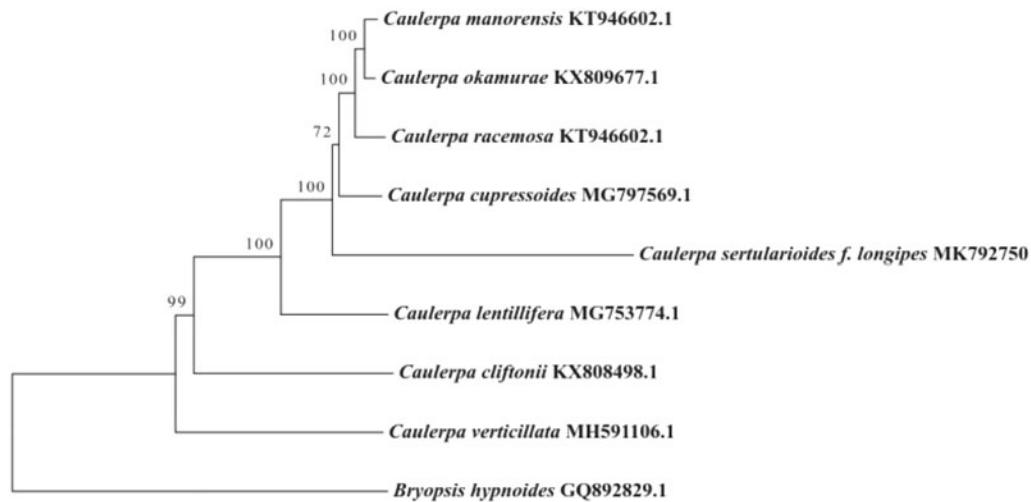 Caulerpa manorensis KT946602.1
100
Caulerpa okamurae KX809677.1
100
Caulerpa racemosa KT946602.1
72
Caulerpa cupressoides MG797569.1
100
Caulerpa sertularioides f. longipes MK792750
100
Caulerpa lentillifera MG753774.1
99
Caulerpa cliftonii KX808498.1
Caulerpa verticillata MH591106.1
Bryopsis hypnoides GQ892829.1